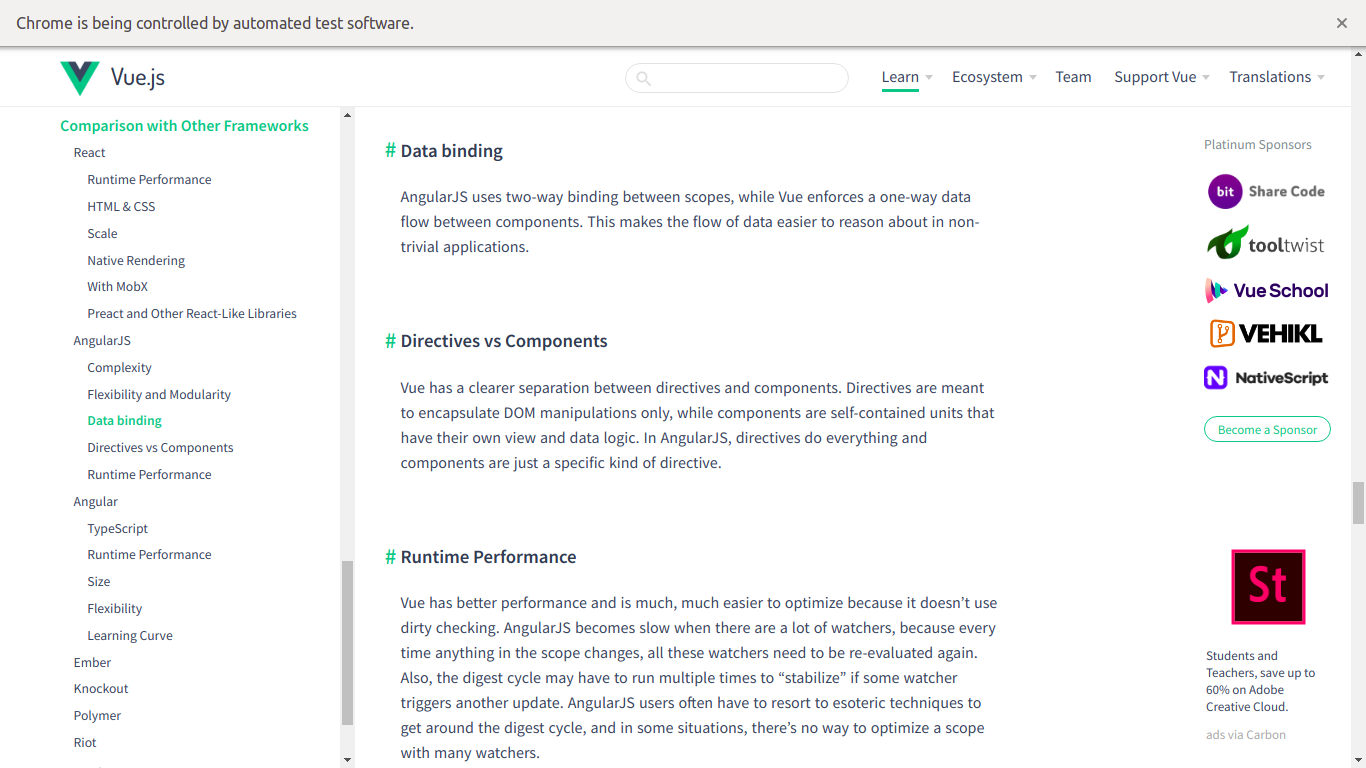 Chrome is being controlled by automated test software.
Vue.js
Learn
Ecosystem
Team
Support Vue
Translations
Comparison with Other Frameworks
React
Runtime Performance
HTML & CSS
Scale
Native Rendering
With MobX
Preact and Other React-Like Libraries
AngularJS
Complexity
Flexibility and Modularity
Data binding
Directives vs Components
Runtime Performance
Angular
TypeScript
Runtime Performance
Size
Flexibility
Learning Curve
Ember
Knockout
Polymer
Riot
# Data binding
AngularJS uses two-way binding between scopes, while Vue enforces a one-way data
flow between components. This makes the flow of data easier to reason about in non-
trivial applications.
# Directives vs Components
Vue has a clearer separation between directives and components. Directives are meant
to encapsulate DOM manipulations only, while components are self-contained units that
have their own view and data logic. In AngularJS, directives do everything and
components are just a specific kind of directive.
# Runtime Performance
Vue has better performance and is much, much easier to optimize because it doesn’t use
dirty checking. AngularJS becomes slow when there are a lot of watchers, because every
time anything in the scope changes, all these watchers need to be re-evaluated again.
Also, the digest cycle may have to run multiple times to “stabilize” if some watcher
triggers another update. AngularJS users often have to resort to esoteric techniques to
get around the digest cycle, and in some situations, there’s no way to optimize a scope
with many watchers.
Platinum Sponsors
bit Share Code
tooltwist
Vue School
VEHIKL
N NativeScript
Become a Sponsor
St
Students and
Teachers, save up to
60% on Adobe
Creative Cloud.
ads via Carbon